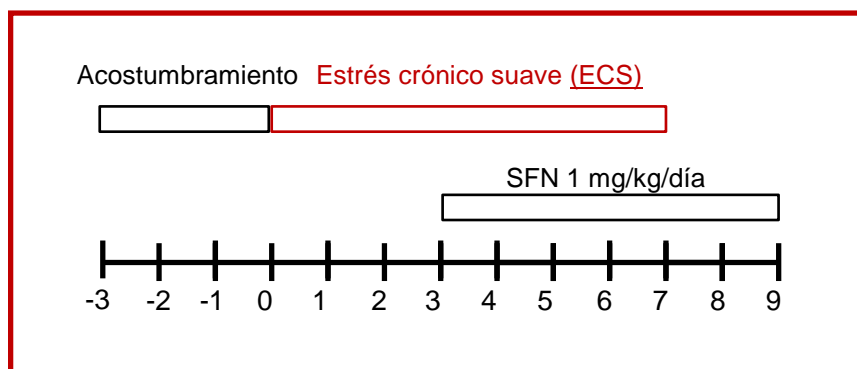 Acostumbramiento Estrés crónico suave (ECS)
SFN 1 mg/kg/día
-3 -2 -1 0 1 2 3 4 5 6 7 8 9